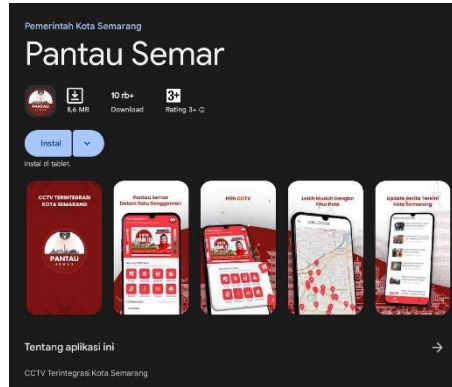 Pemerintah Kota Semarang
Pantau Semar
10 rb+
3+
8,6 MB
Download
Rating 3+
Instal
Instal di tablet.
CCTV TERINTEGRASI
KOTA SEMARANG
PANTAU
SEMAR
Pantau Semar
Dalam Satu Genggaman
Pilih CCTV
Lebih Mudah Dengan
Fitur Peta
Update Berita Terkini
Kota Semarang
Tentang aplikasi ini
CCTV Terintegrasi Kota Semarang